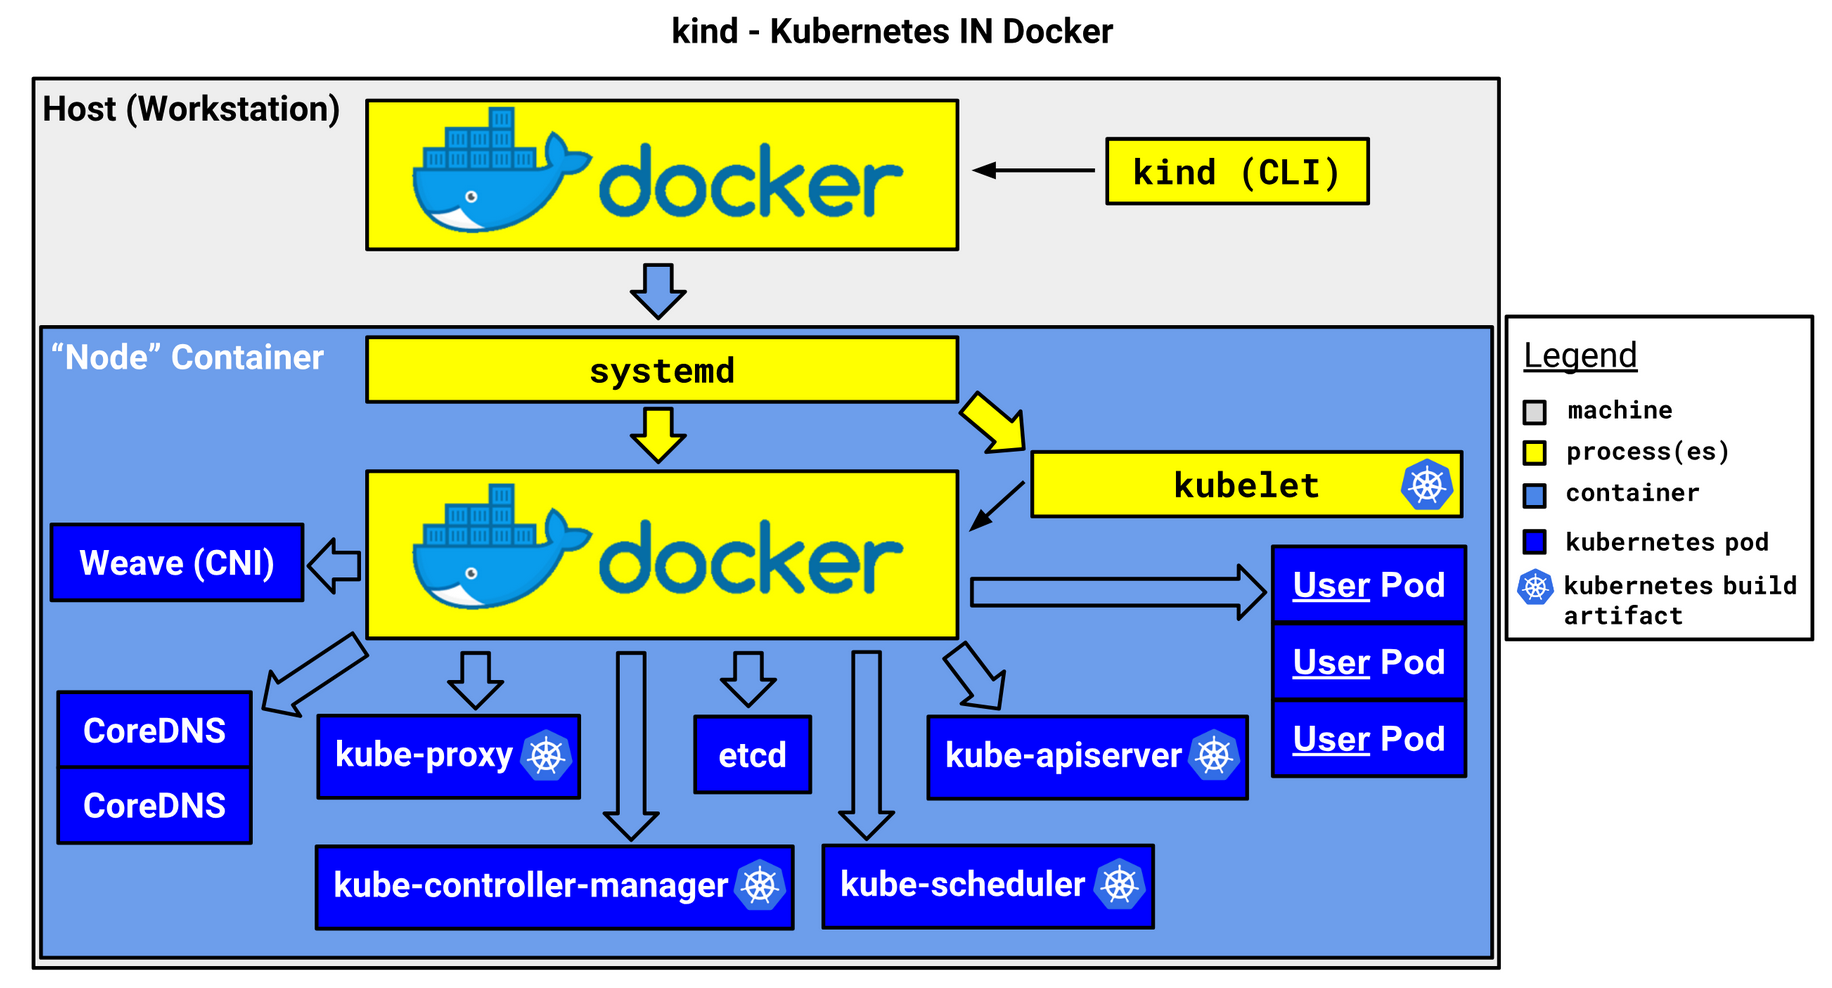 kind - Kubernetes IN Docker
Host (Workstation)
docker
kind (CLI)
“Node” Container
systemd
docker
kubelet
Weave (CNI)
User Pod
User Pod
User Pod
CoreDNS
CoreDNS
kube-proxy
etcd
kube-apiserver
kube-controller-manager
kube-scheduler
Legend
machine
process(es)
container
kubernetes pod
kubernetes build
artifact